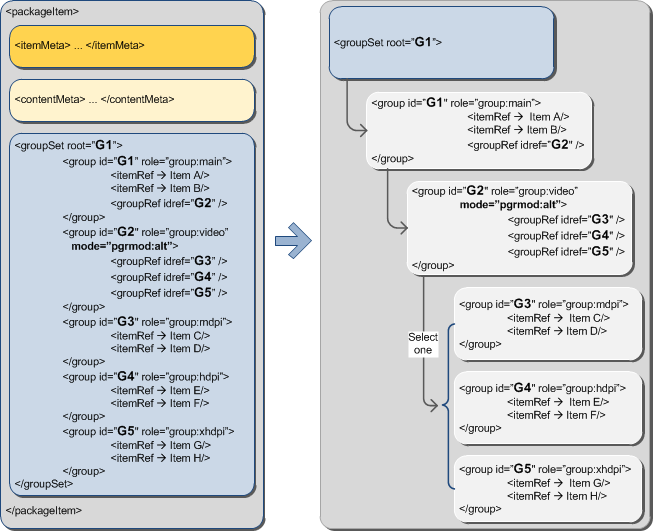 <packageItem>
<itemMeta> ... </itemMeta>
<contentMeta> ... </contentMeta>
<groupSet root="G1">
<group id="G1" role="group:main">
<itemRef → Item A/>
<itemRef → Item B/>
<groupRef idref="G2" />
</group>
<group id="G2" role="group:video"
mode="pgrmod:alt">
<groupRef idref="G3" />
<groupRef idref="G4" />
<groupRef idref="G5" />
</group>
<group id="G3" role="group:mdpi">
<itemRef → Item C/>
<itemRef → Item D/>
</group>
<group id="G4" role="group:hdpi">
<itemRef → Item E/>
<itemRef → Item F/>
</group>
<group id="G5" role="group:xhdpi">
<itemRef → Item G/>
<itemRef → Item H/>
</group>
</groupSet>
</packageItem>
<groupSet root="G1">
<group id="G1" role="group:main">
<itemRef → Item A/>
<itemRef → Item B/>
<groupRef idref="G2" />
</group>
<group id="G2" role="group:video"
mode="pgrmod:alt">
<groupRef idref="G3" />
<groupRef idref="G4" />
<groupRef idref="G5" />
</group>
Select
one
<group id="G3" role="group:mdpi">
<itemRef → Item C/>
<itemRef → Item D/>
</group>
<group id="G4" role="group:hdpi">
<itemRef → Item E/>
<itemRef → Item F/>
</group>
<group id="G5" role="group:xhdpi">
<itemRef → Item G/>
<itemRef → Item H/>
</group>